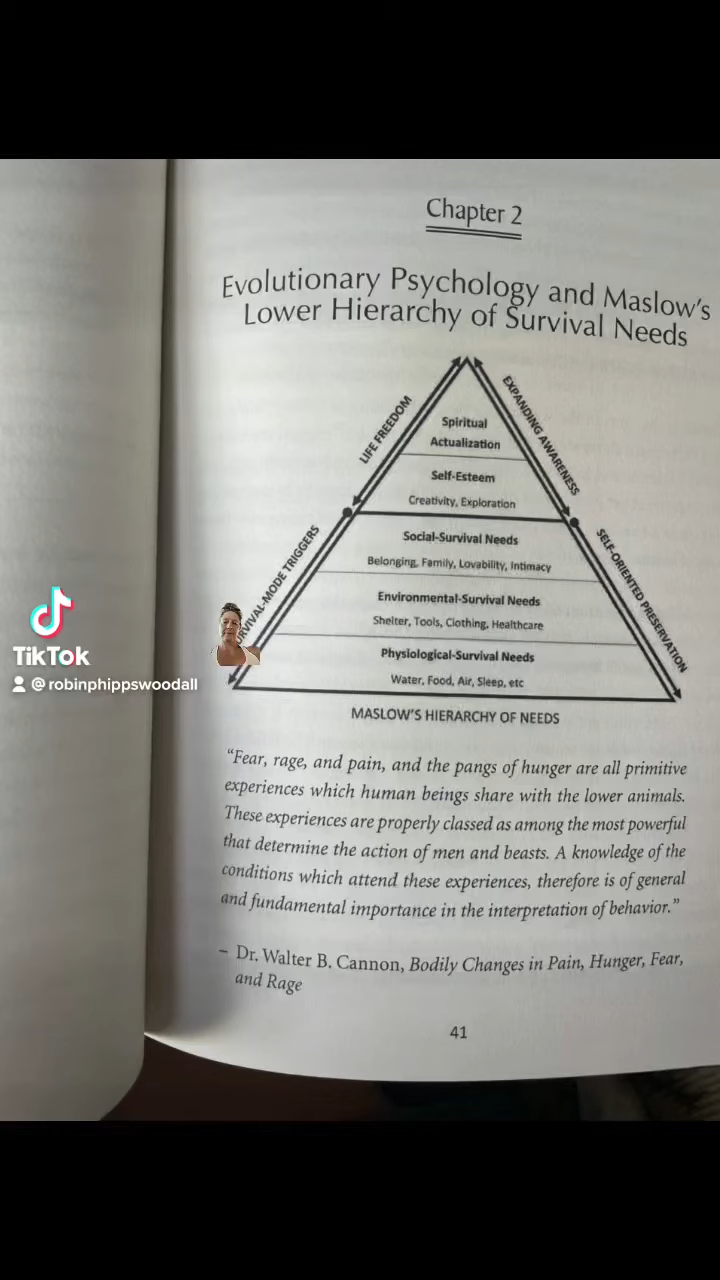 Chapter 2
Evolutionary Psychology and Maslow's
Lower Hierarchy of Survival Needs
LIFE FREEDOM
EXPANDING AWARENESS
Spiritual
Actualization
Self-Esteem
Creativity, Exploration
SURVIVAL-MODE TRIGGERS
SELF-ORIENTED PRESERVATION
Social-Survival Needs
Belonging, Family, Lovability, Intimacy
Environmental-Survival Needs
Shelter, Tools, Clothing, Healthcare
Physiological-Survival Needs
Water, Food, Air, Sleep, etc
MASLOW'S HIERARCHY OF NEEDS
TikTok
@robinphippswoodall
"Fear, rage, and pain, and the pangs of hunger are all primitive
experiences which human beings share with the lower animals.
These experiences are properly classed as among the most powerful
that determine the action of men and beasts. A knowledge of the
conditions which attend these experiences, therefore is of general
and fundamental importance in the interpretation of behavior."
– Dr. Walter B. Cannon, Bodily Changes in Pain, Hunger, Fear,
and Rage
41